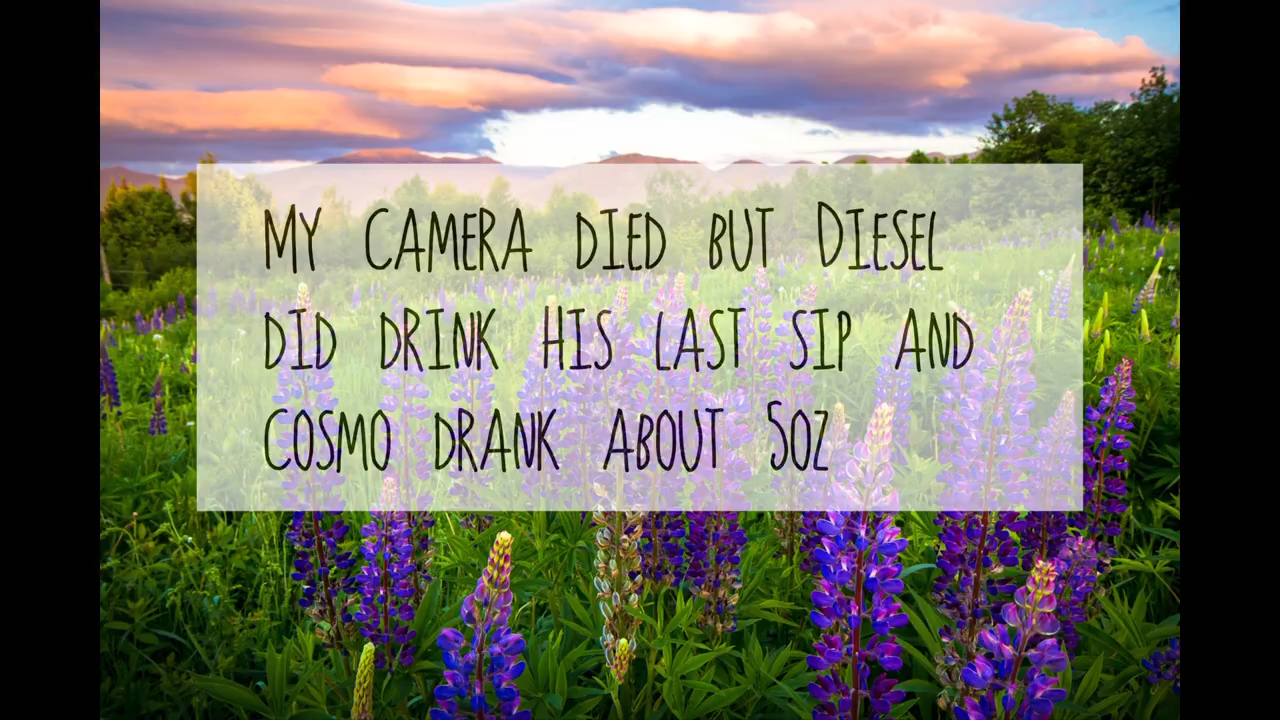 MY CAMERA DIED BUT DIESEL
DID DRINK HIS LAST SIP AND
COSMO DRANK ABOUT 5OZ